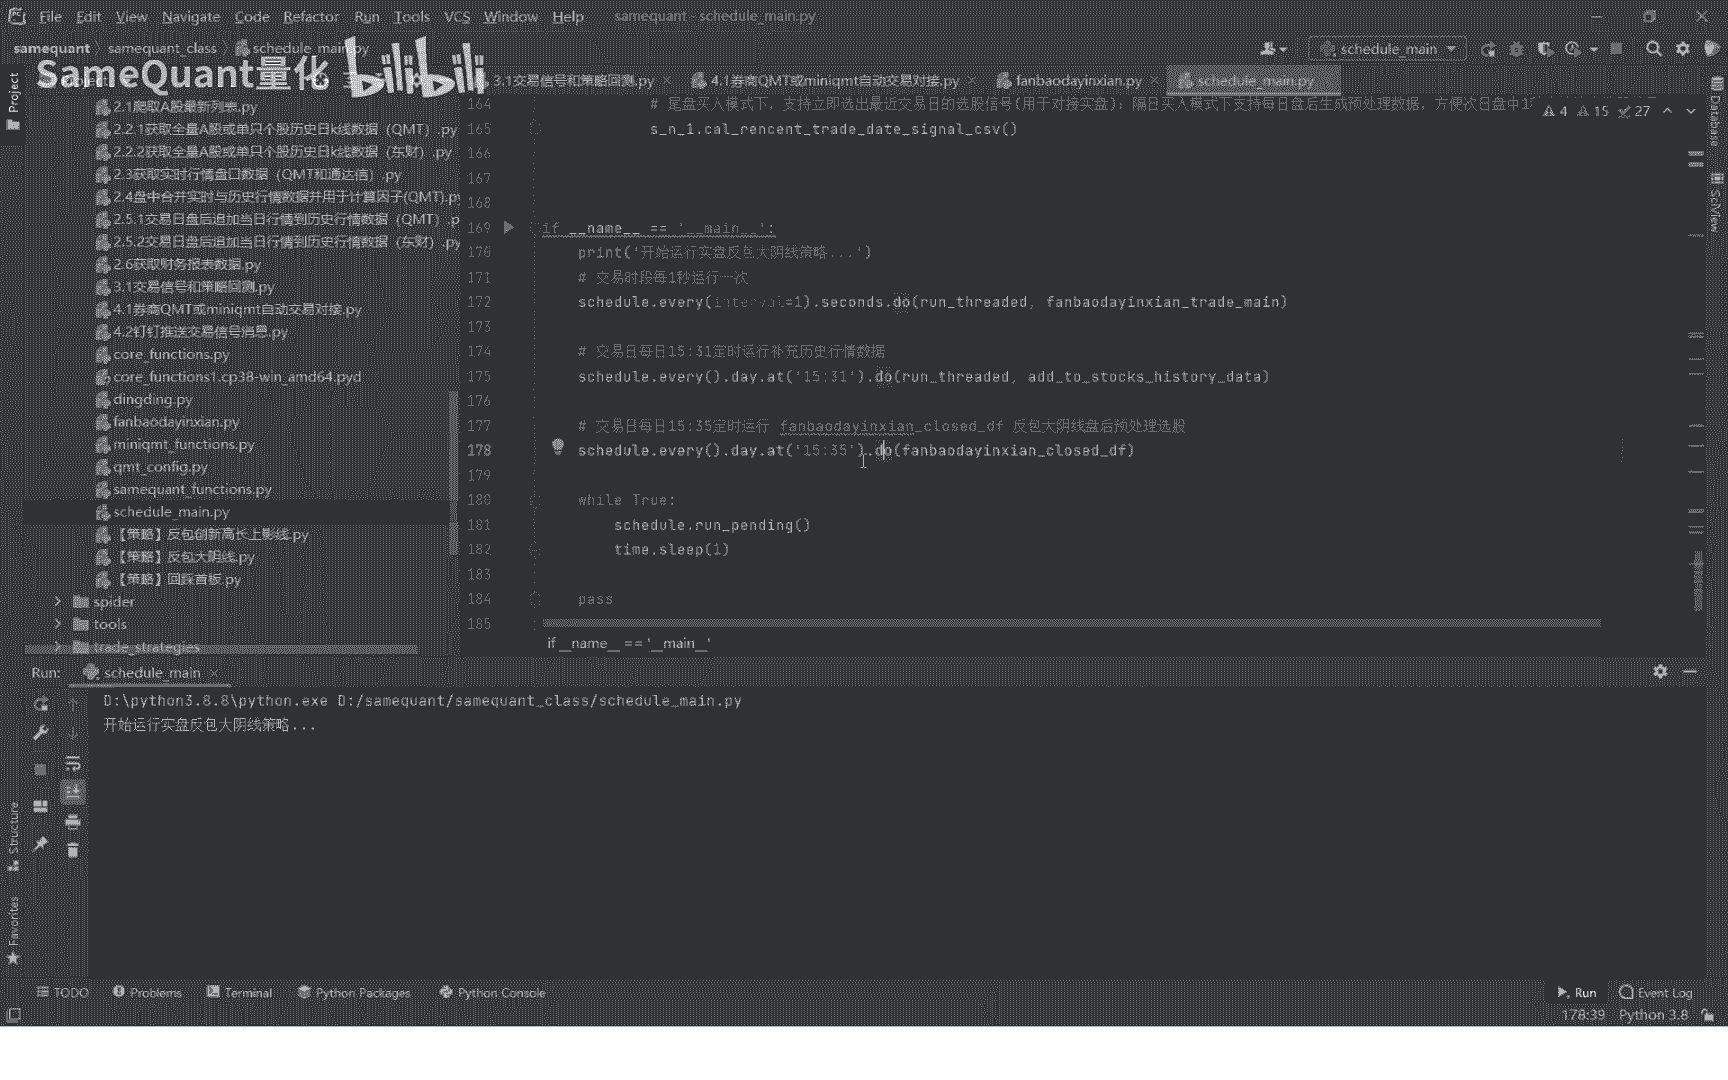 File Edit View Navigate Code Refactor Run Tools VCS Window Help samequant - schedule_main.py
samequant samequant_class schedule_main.py schedule_main
SameQuant量化 bilibili
3.1交易信号和策略回测.py 4.1券商QMT或miniqmt自动交易对接.py fanbaodayinxian.py schedule_main.py
Project
2.1爬取A股最新列表.py
2.2.1获取全量A股或单只个股历史日k线数据（QMT）.py
2.2.2获取全量A股或单只个股历史日k线数据（东财）.py
2.3获取实时行情盘口数据（QMT和通达信）.py
2.4盘中合并实时与历史行情数据并用于计算因子(QMT).py
2.5.1交易日盘后追加当日行情到历史行情数据（QMT）.p
2.5.2交易日盘后追加当日行情到历史行情数据（东财）.py
2.6获取财务报表数据.py
3.1交易信号和策略回测.py
4.1券商QMT或miniqmt自动交易对接.py
4.2钉钉推送交易信号消息.py
core_functions.py
core_functions1.cp38-win_amd64.pyd
dingding.py
fanbaodayinxian.py
miniqmt_functions.py
qmt_config.py
samequant_functions.py
schedule_main.py
【策略】反包创新高长上影线.py
【策略】反包大阴线.py
【策略】回踩首板.py
spider
tools
trade_strategies
164 # 尾盘买入模式下，支持立即选出最近交易日的选股信号(用于对接实盘)；隔日买入模式下支持每日盘后生成预处理数据，方便次日盘中1
4 15 27
165 s_n_1.cal_rencent_trade_date_signal_csv()
166
167
168
169 if __name__ == '__main__':
170 print('开始运行实盘反包大阴线策略...')
171 # 交易时段每1秒运行一次
172 schedule.every(interval=1).seconds.do(run_threaded, fanbaodayinxian_trade_main)
173
174 # 交易日每日15:31定时运行补充历史行情数据
175 schedule.every().day.at('15:31').do(run_threaded, add_to_stocks_history_data)
176
177 # 交易日每日15:35定时运行 fanbaodayinxian_closed_df 反包大阴线盘后预处理选股
178 schedule.every().day.at('15:35').do(fanbaodayinxian_closed_df)
179
180 while True:
181 schedule.run_pending()
182 time.sleep(1)
183
184 pass
185
if __name__ == '__main__'
Database
SciView
Run: schedule_main
D:\python3.8.8\python.exe D:/samequant/samequant_class/schedule_main.py
开始运行实盘反包大阴线策略...
Structure
Favorites
TODO Problems Terminal Python Packages Python Console Run Event Log
178:39 Python 3.8